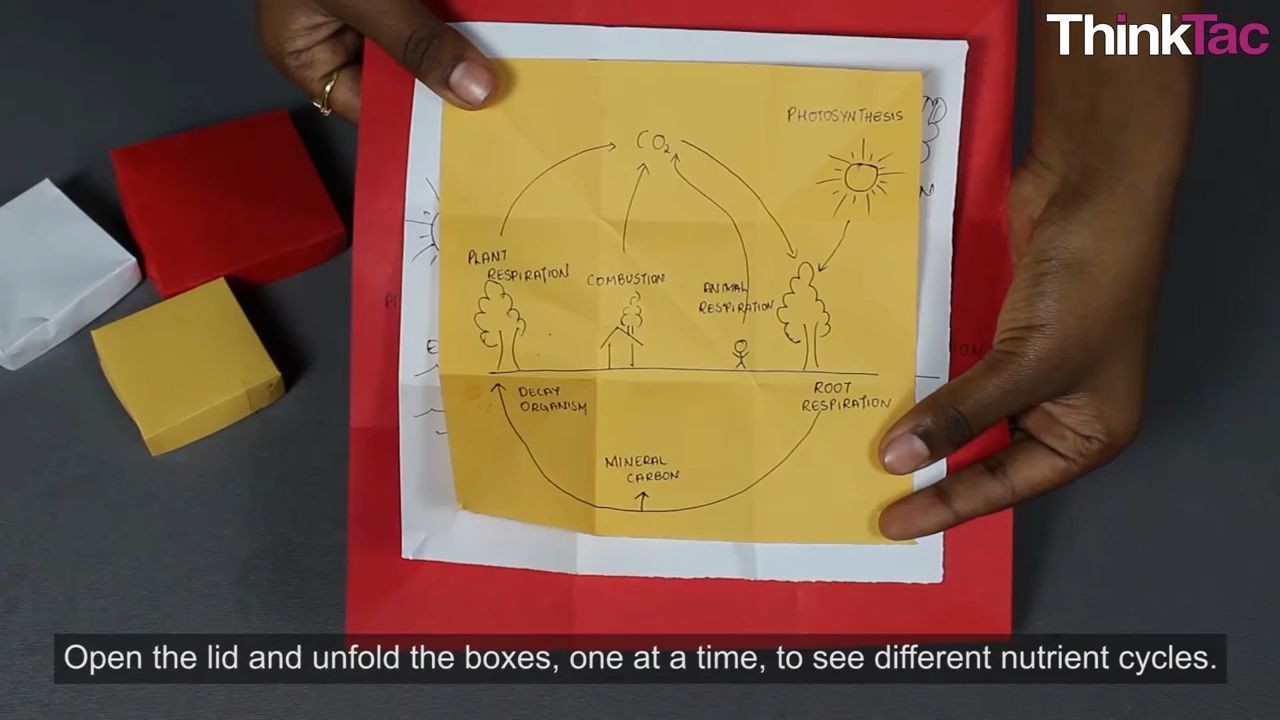 ThinkTac
PHOTOSYNTHESIS
CO2
PLANT
RESPIRATION
COMBUSTION
ANIMAL
RESPIRATION
DECAY
ORGANISM
ROOT
RESPIRATION
MINERAL
CARBON
Open the lid and unfold the boxes, one at a time, to see different nutrient cycles.